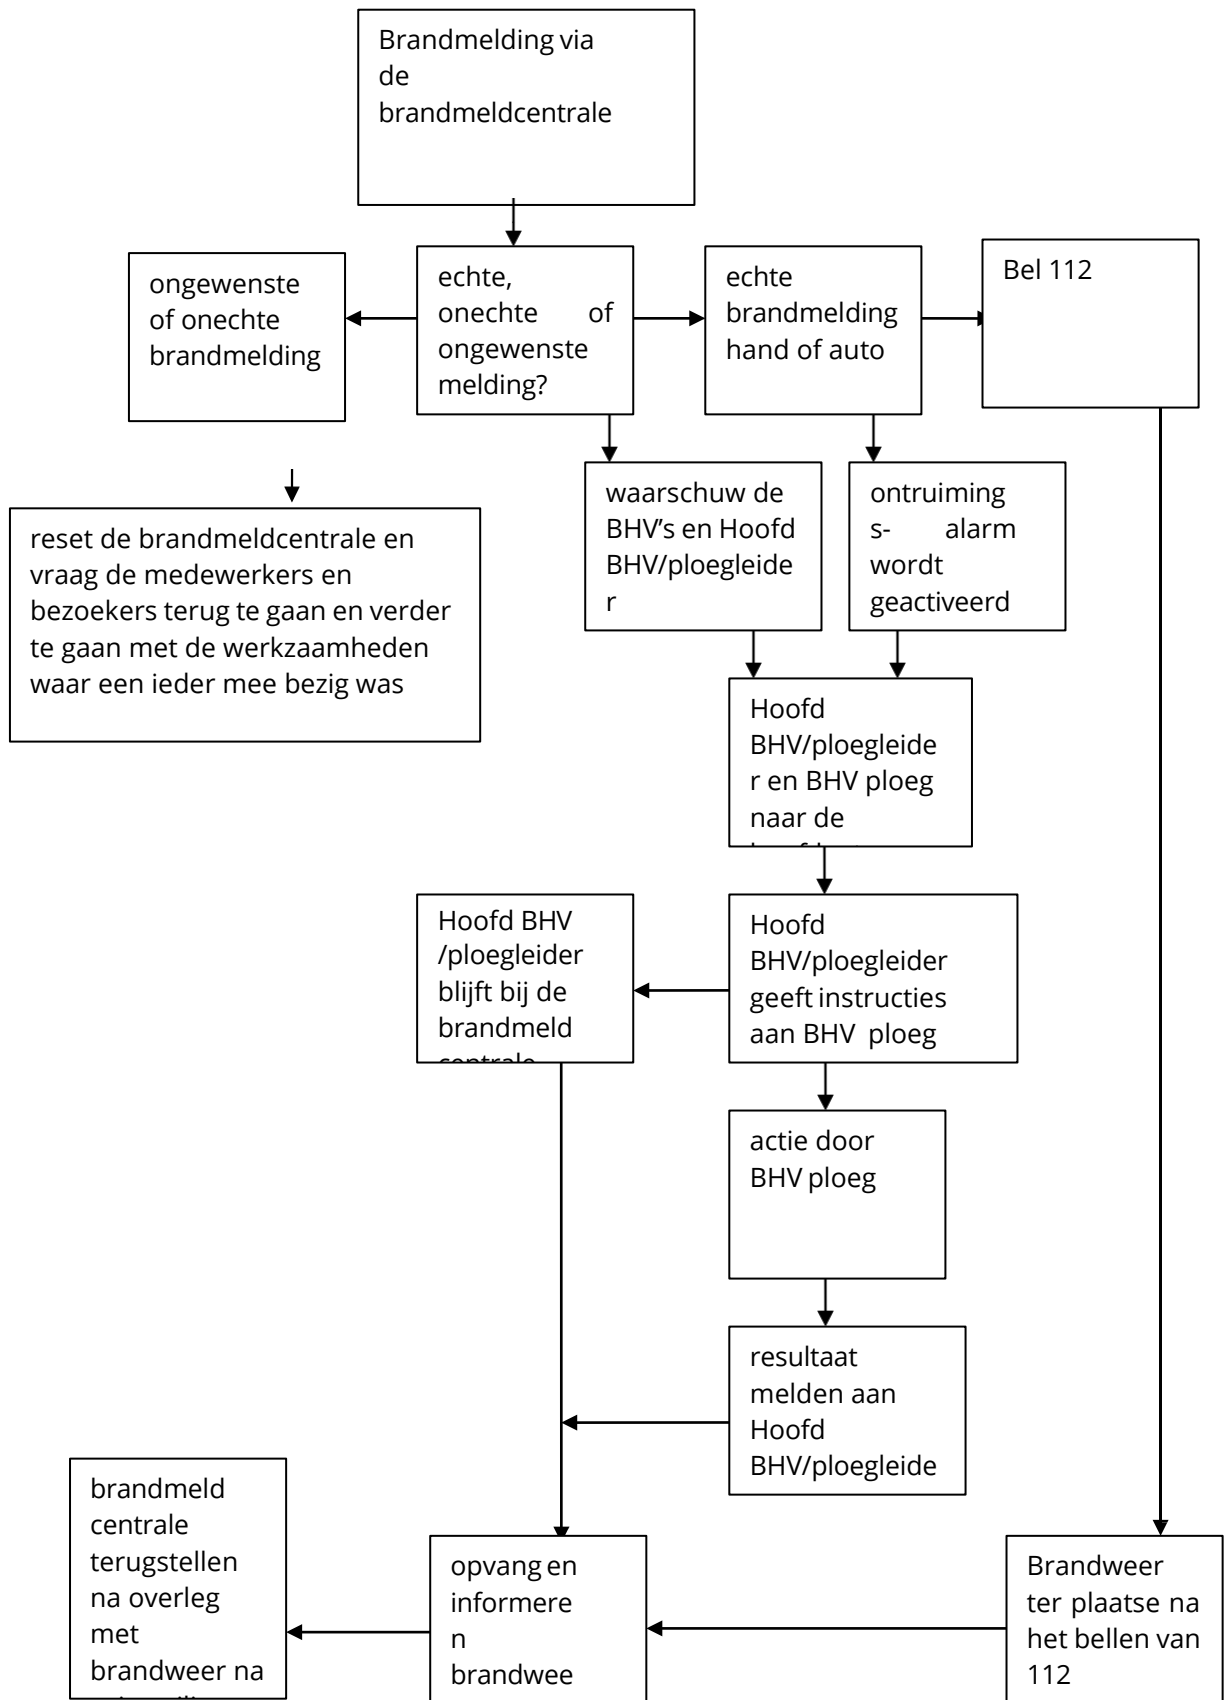 Brandmelding via
de
brandmeldcentrale
ongewenste
of onechte
brandmelding
echte,
onechte of
ongewenste
melding?
echte
brandmelding
hand of auto
Bel 112
reset de brandmeldcentrale en
vraag de medewerkers en
bezoekers terug te gaan en verder
te gaan met de werkzaamheden
waar een ieder mee bezig was
waarschuw de
BHV's en Hoofd
BHV/ploegleide
r
ontruiming
s- alarm
wordt
geactiveerd
Hoofd
BHV/ploegleide
r en BHV ploeg
naar de
Hoofd BHV
/ploegleider
blijft bij de
brandmeld
centrale
Hoofd
BHV/ploegleider
geeft instructies
aan BHV ploeg
actie door
BHV ploeg
resultaat
melden aan
Hoofd
BHV/ploegleide
brandmeld
centrale
terugstellen
na overleg
met
brandweer na
opvang en
informere
n
brandwee
Brandweer
ter plaatse na
het bellen van
112